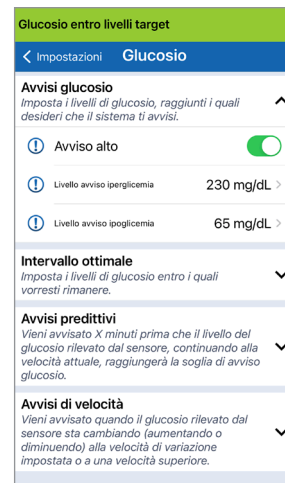 Glucosio entro livelli target
Impostazioni Glucosio
Avvisi glucosio
Imposta i livelli di glucosio, raggiunti i quali
desideri che il sistema ti avvisi.
Avviso alto
Livello avviso iperglicemia 230 mg/dL
Livello avviso ipoglicemia 65 mg/dL
Intervallo ottimale
Imposta i livelli di glucosio entro i quali
vorresti rimanere.
Avvisi predittivi
Vieni avvisato X minuti prima che il livello del
glucosio rilevato dal sensore, continuando alla
velocità attuale, raggiungerà la soglia di avviso
glucosio.
Avvisi di velocità
Vieni avvisato quando il glucosio rilevato dal
sensore sta cambiando (aumentando o
diminuendo) alla velocità di variazione
impostata o a una velocità superiore.